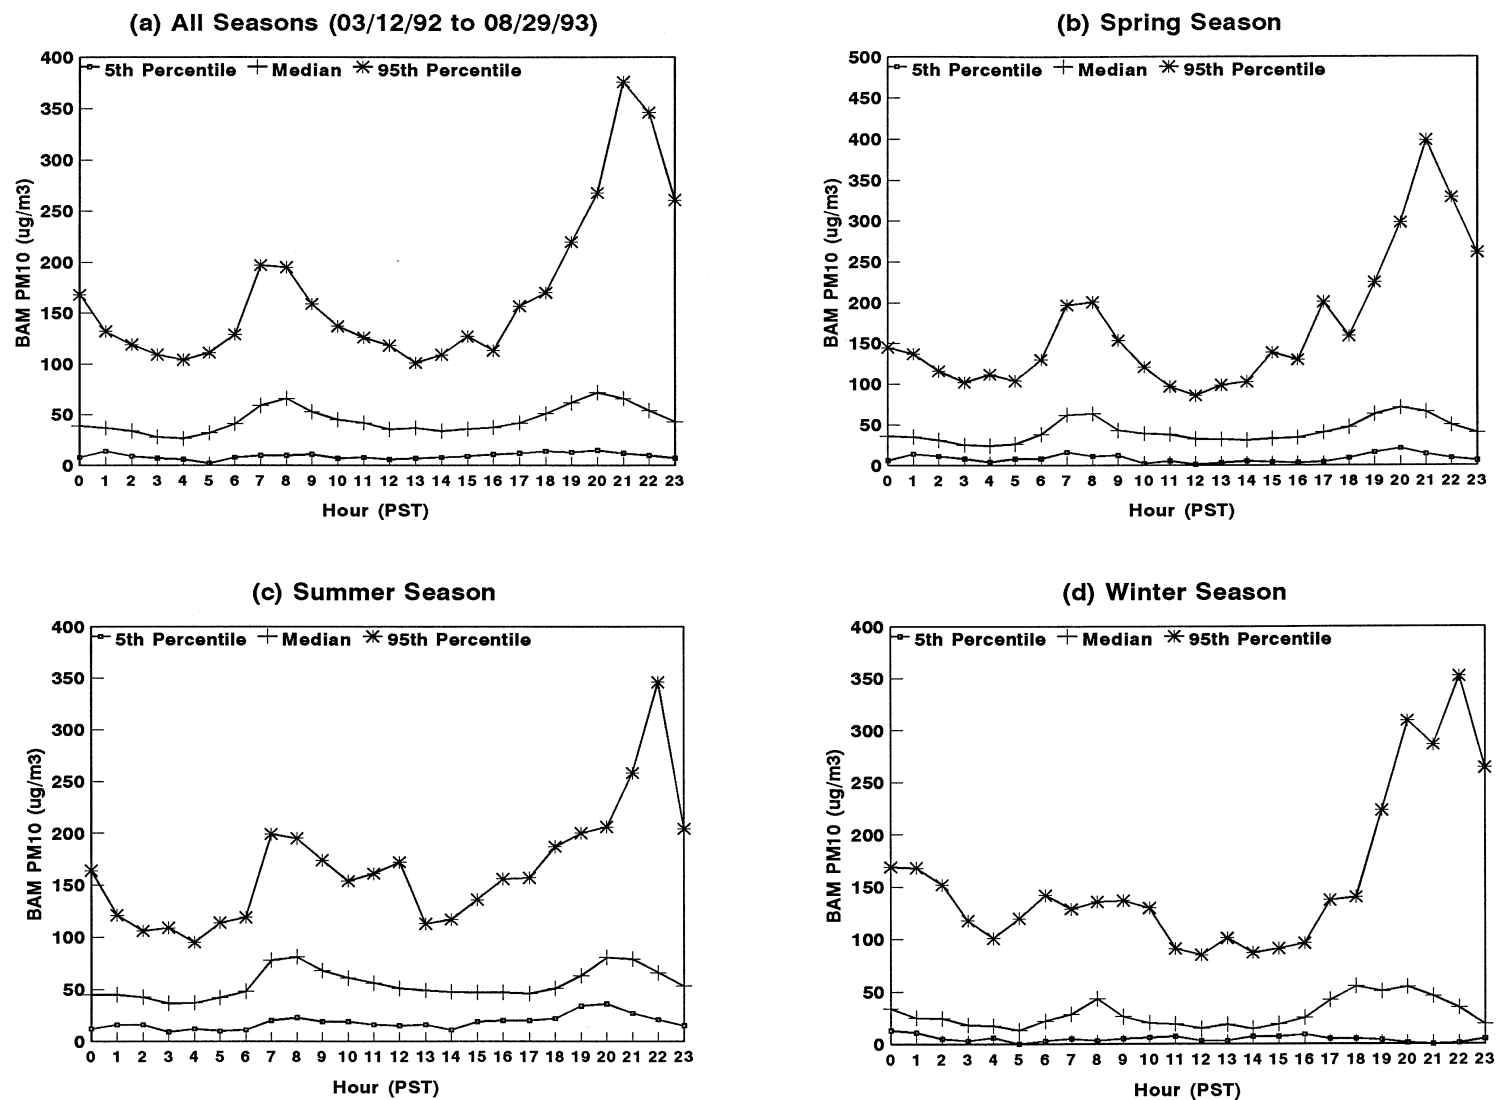 (a) All Seasons (03/12/92 to 08/29/93)
400
350
300
250
200
150
100
50
0
BAM PM10 (ug/m3)
5th Percentile Median 95th Percentile
0 1 2 3 4 5 6 7 8 9 10 11 12 13 14 15 16 17 18 19 20 21 22 23
Hour (PST)
(b) Spring Season
500
450
400
350
300
250
200
150
100
50
0
BAM PM10 (ug/m3)
5th Percentile Median 95th Percentile
0 1 2 3 4 5 6 7 8 9 10 11 12 13 14 15 16 17 18 19 20 21 22 23
Hour (PST)
(c) Summer Season
400
350
300
250
200
150
100
50
0
BAM PM10 (ug/m3)
5th Percentile Median 95th Percentile
0 1 2 3 4 5 6 7 8 9 10 11 12 13 14 15 16 17 18 19 20 21 22 23
Hour (PST)
(d) Winter Season
400
350
300
250
200
150
100
50
0
BAM PM10 (ug/m3)
5th Percentile Median 95th Percentile
0 1 2 3 4 5 6 7 8 9 10 11 12 13 14 15 16 17 18 19 20 21 22 23
Hour (PST)